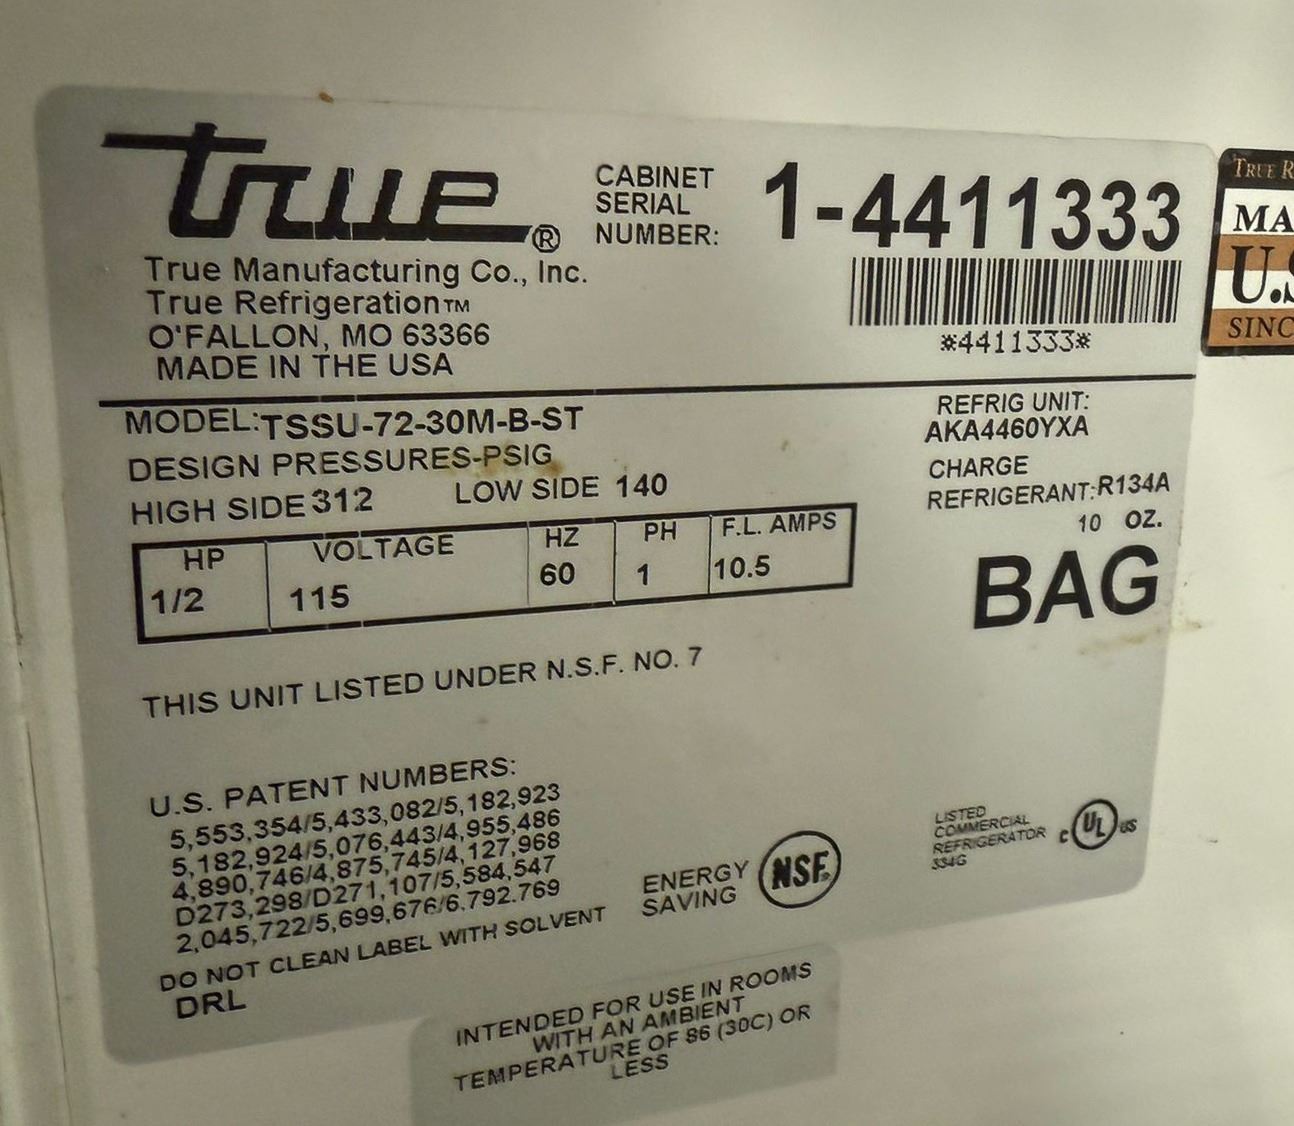 true®
CABINET
SERIAL
NUMBER:
1-4411333
*4411333*
True Manufacturing Co., Inc.
True Refrigeration™
O'FALLON, MO 63366
MADE IN THE USA
MODEL:TSSU-72-30M-B-ST
DESIGN PRESSURES-PSIG
HIGH SIDE 312 LOW SIDE 140
REFRIG UNIT:
AKA4460YXA
CHARGE
REFRIGERANT:R134A
10 OZ.
BAG
HP VOLTAGE HZ PH F.L. AMPS
1/2 115 60 1 10.5
THIS UNIT LISTED UNDER N.S.F. NO. 7
U.S. PATENT NUMBERS:
5,553,354/5,433,082/5,182,923
5,182,924/5,076,443/4,955,486
4,890,746/4,875,745/4,127,968
D273,298/D271,107/5,584,547
2,045,722/5,699,676/6.792.769
DO NOT CLEAN LABEL WITH SOLVENT
DRL
ENERGY
SAVING
NSF®
LISTED
COMMERCIAL
REFRIGERATOR
334G
c UL US
INTENDED FOR USE IN ROOMS
WITH AN AMBIENT
TEMPERATURE OF 86 (30C) OR
LESS
TRUE R
MA
U.S
SINC